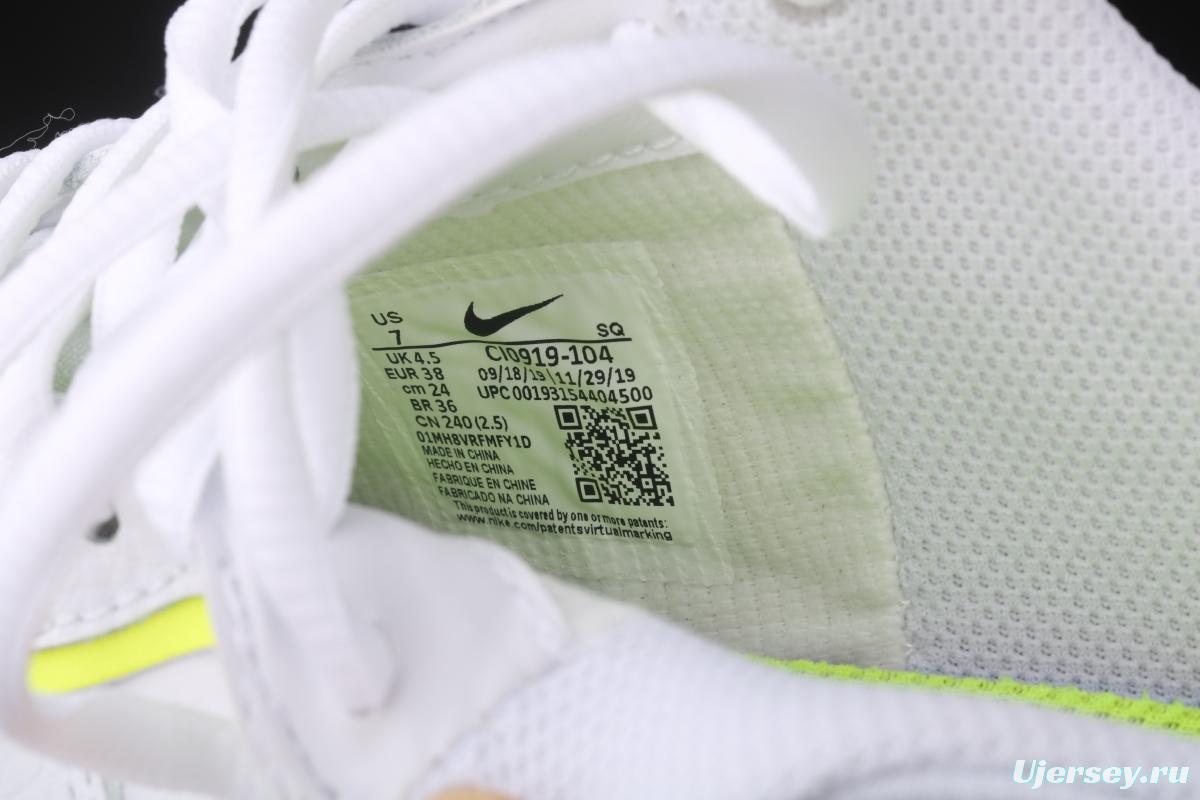 US
7
SQ
UK 4.5
EUR 38
cm 24
BR 36
CN 240 (2.5)
CI0919-104
09/18/19 11/29/19
UPC 00193154404500
01MH8VRFMFY1D
MADE IN CHINA
HECHO EN CHINA
FABRIQUE EN CHINE
FABRICADO NA CHINA
This product is covered by one or more patents:
www.nike.com/patentsvirtualmarking
Ujersey.ru